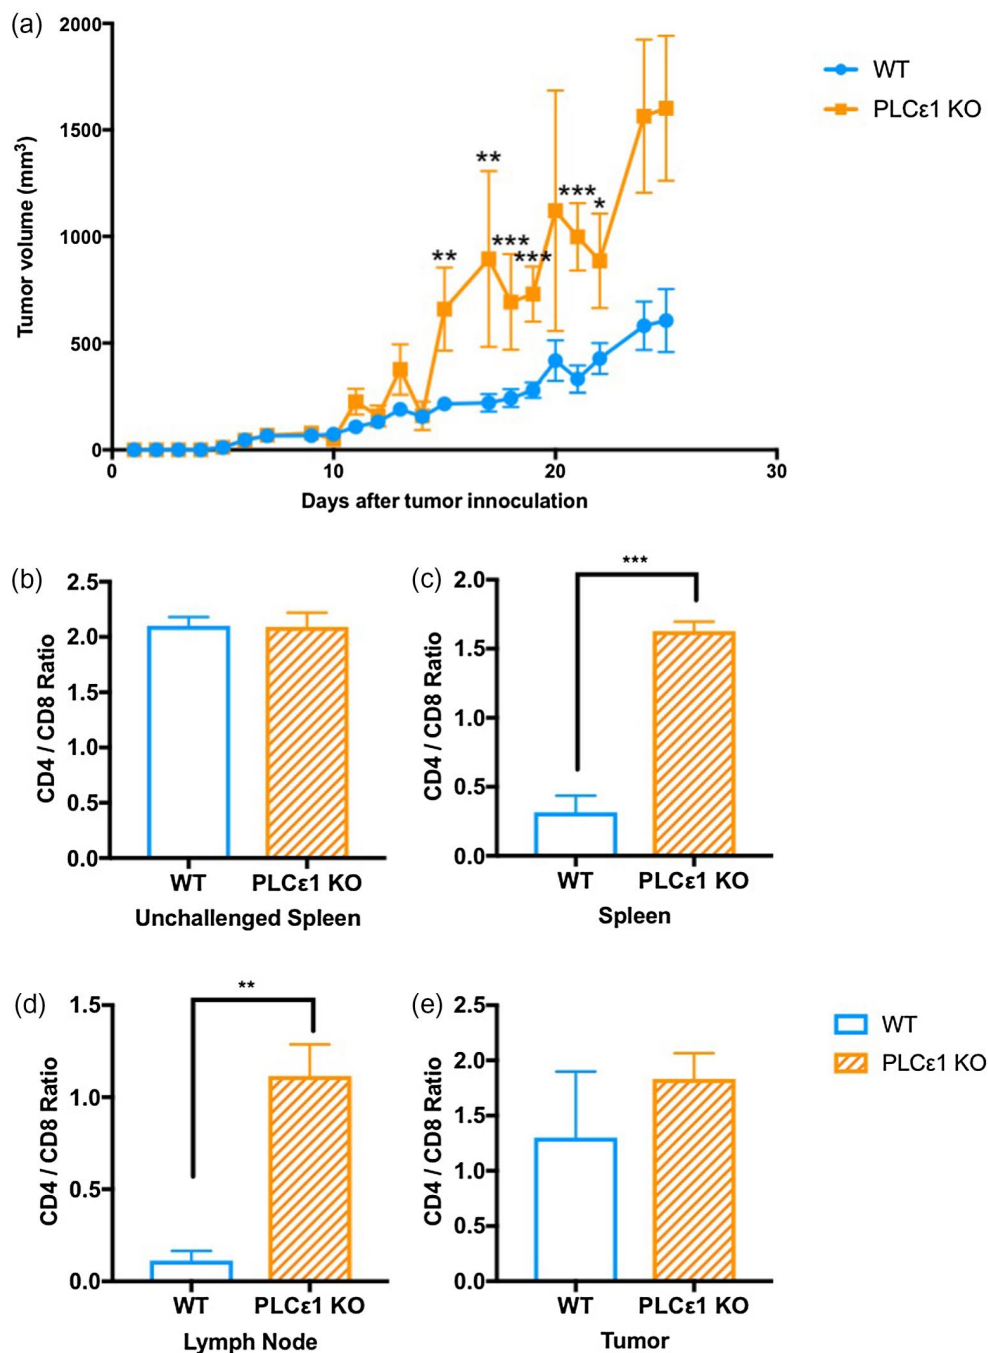 (a)
2000
1500
1000
500
0
Tumor volume (mm³)
**
**
***
***
***
*
0 10 20 30
Days after tumor innoculation
WT
PLCε1 KO
(b)
2.5
2.0
1.5
1.0
0.5
0.0
CD4 / CD8 Ratio
WT PLCε1 KO
Unchallenged Spleen
(c)
***
2.0
1.5
1.0
0.5
0.0
CD4 / CD8 Ratio
WT PLCε1 KO
Spleen
(d)
**
1.5
1.0
0.5
0.0
CD4 / CD8 Ratio
WT PLCε1 KO
Lymph Node
(e)
2.5
2.0
1.5
1.0
0.5
0.0
CD4 / CD8 Ratio
WT PLCε1 KO
Tumor
WT
PLCε1 KO